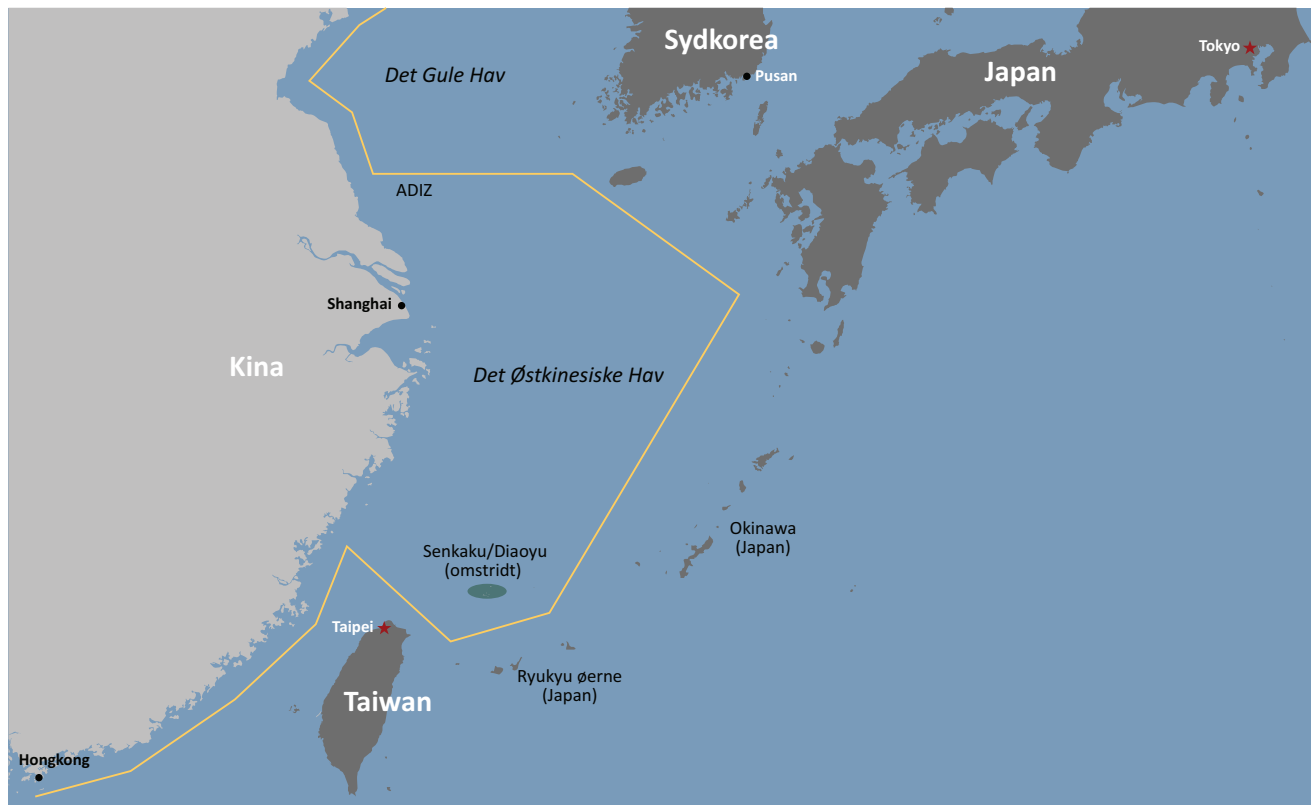 Sydkorea
Tokyo
Japan
Det Gule Hav
Pusan
ADIZ
Shanghai
Kina
Det Østkinesiske Hav
Okinawa
(Japan)
Senkaku/Diaoyu
(omstridt)
Taipei
Ryukyu øerne
(Japan)
Taiwan
Hongkong